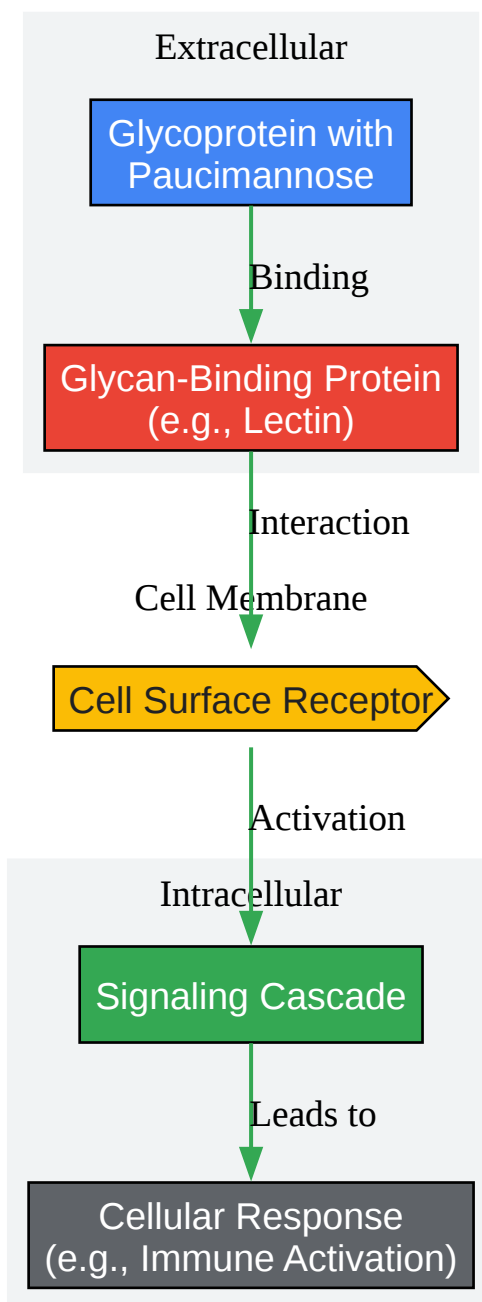 Extracellular
Glycoprotein with
Paucimannose
Binding
Glycan-Binding Protein
(e.g., Lectin)
Interaction
Cell Membrane
Cell Surface Receptor
Activation
Intracellular
Signaling Cascade
Leads to
Cellular Response
(e.g., Immune Activation)